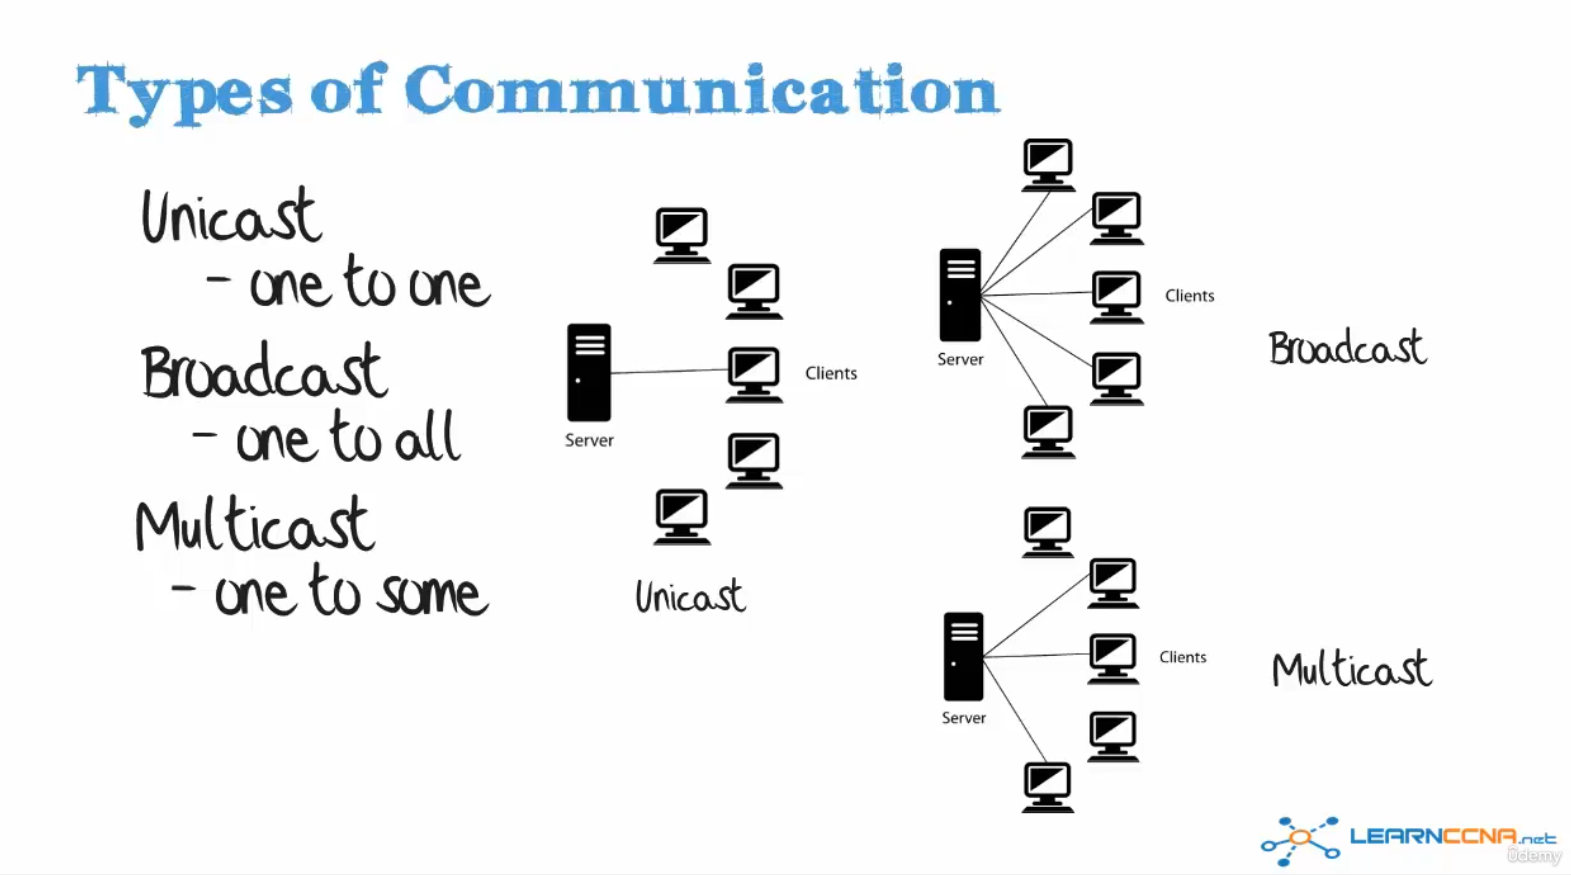 Types of Communication
Unicast
- one to one
Broadcast
- one to all
Multicast
- one to some
Server
Clients
Unicast
Server
Clients
Broadcast
Server
Clients
Multicast
LEARNCCNA.net
ûdemy